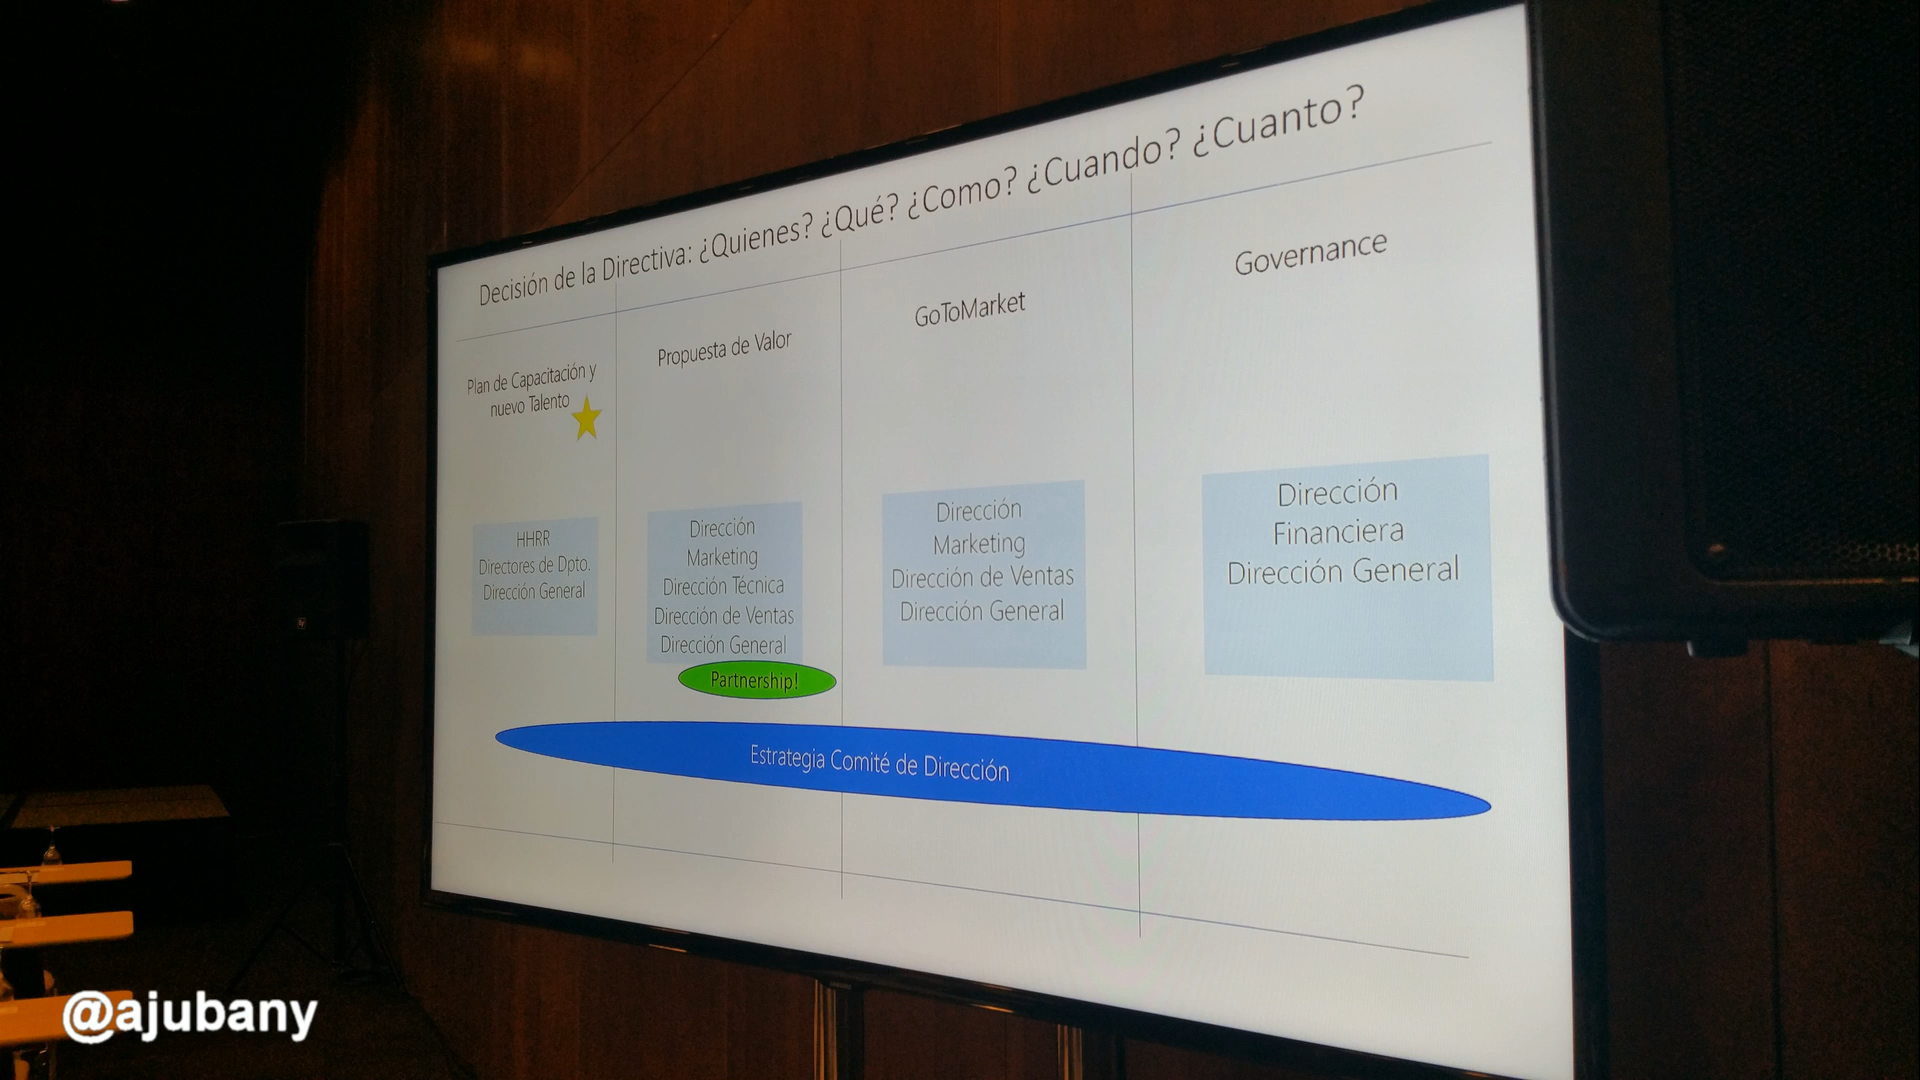 Decisión de la Directiva: ¿Quienes? ¿Qué? ¿Como? ¿Cuando? ¿Cuanto?
Plan de Capacitación y
nuevo Talento
HHRR
Directores de Dpto.
Dirección General
Propuesta de Valor
Dirección
Marketing
Dirección Técnica
Dirección de Ventas
Dirección General
Partnership!
GoToMarket
Dirección
Marketing
Dirección de Ventas
Dirección General
Governance
Dirección
Financiera
Dirección General
Estrategia Comité de Dirección
@ajubany